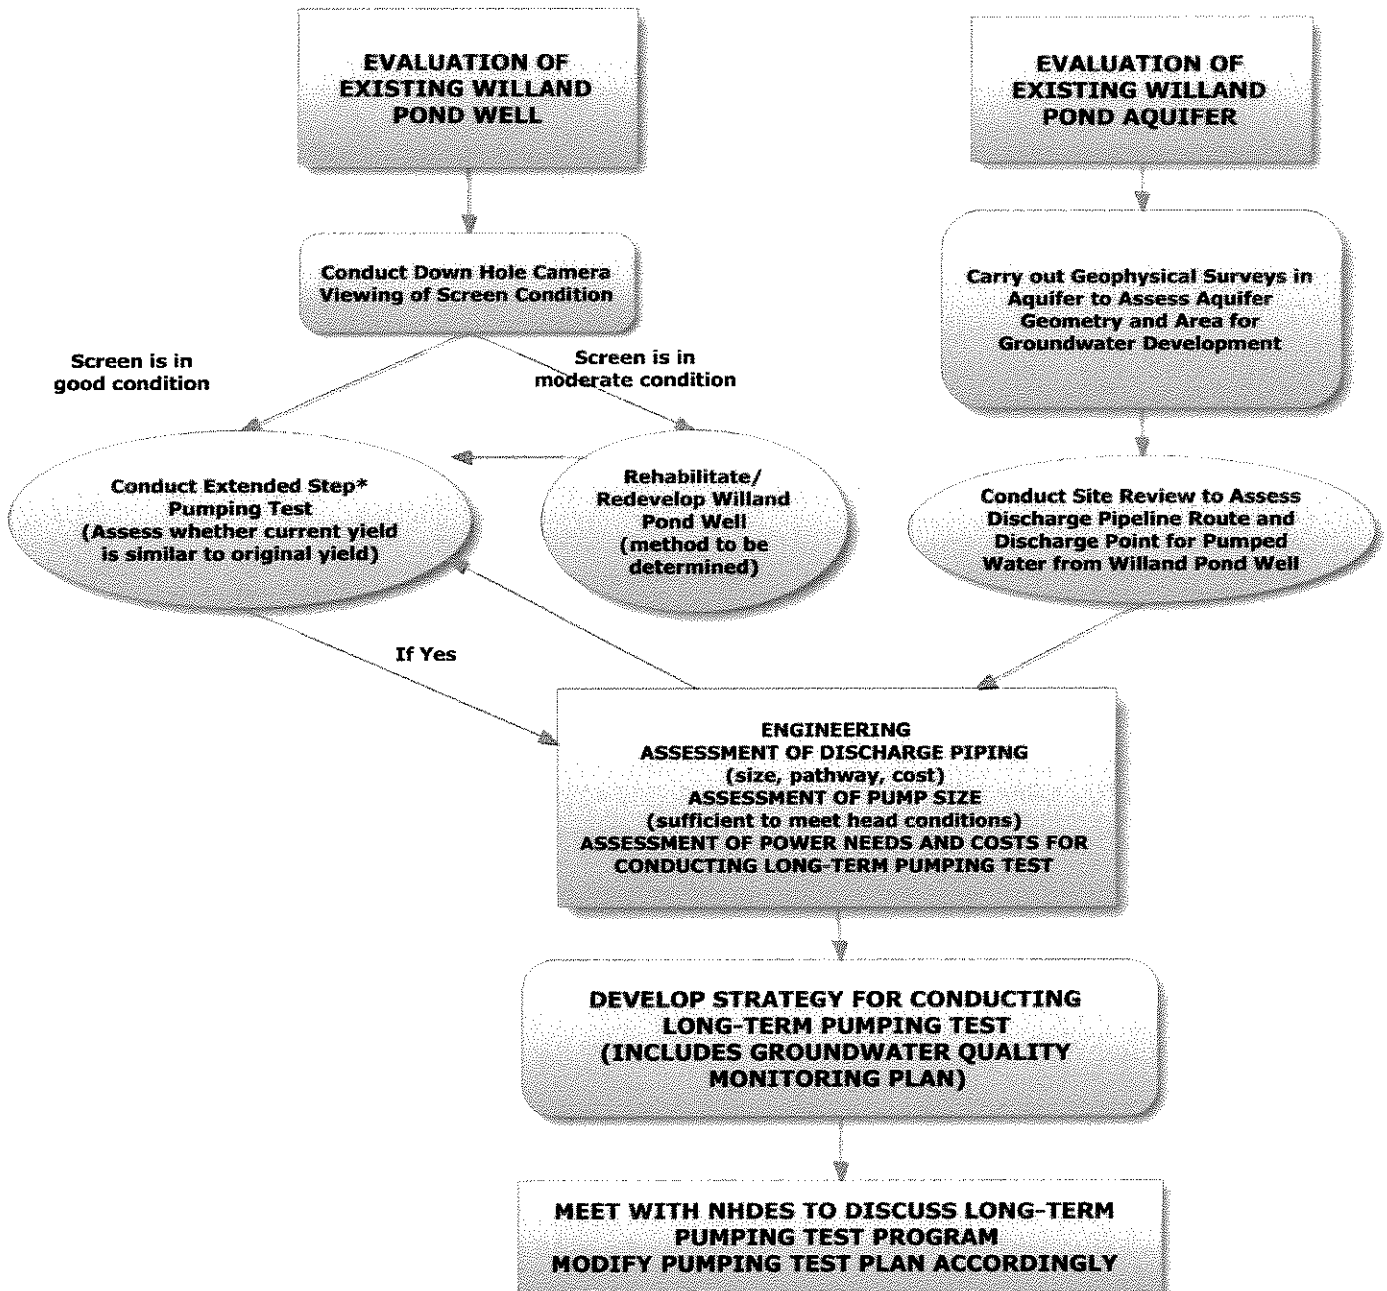 EVALUATION OF
EXISTING WILLAND
POND WELL
EVALUATION OF
EXISTING WILLAND
POND AQUIFER
Conduct Down Hole Camera
Viewing of Screen Condition
Carry out Geophysical Surveys in
Aquifer to Assess Aquifer
Geometry and Area for
Groundwater Development
Screen is in
good condition
Screen is in
moderate condition
Conduct Extended Step*
Pumping Test
(Assess whether current yield
is similar to original yield)
Rehabilitate/
Redevelop Willand
Pond Well
(method to be
determined)
Conduct Site Review to Assess
Discharge Pipeline Route and
Discharge Point for Pumped
Water from Willand Pond Well
If Yes
ENGINEERING
ASSESSMENT OF DISCHARGE PIPING
(size, pathway, cost)
ASSESSMENT OF PUMP SIZE
(sufficient to meet head conditions)
ASSESSMENT OF POWER NEEDS AND COSTS FOR
CONDUCTING LONG-TERM PUMPING TEST
DEVELOP STRATEGY FOR CONDUCTING
LONG-TERM PUMPING TEST
(INCLUDES GROUNDWATER QUALITY
MONITORING PLAN)
MEET WITH NHDES TO DISCUSS LONG-TERM
PUMPING TEST PROGRAM
MODIFY PUMPING TEST PLAN ACCORDINGLY